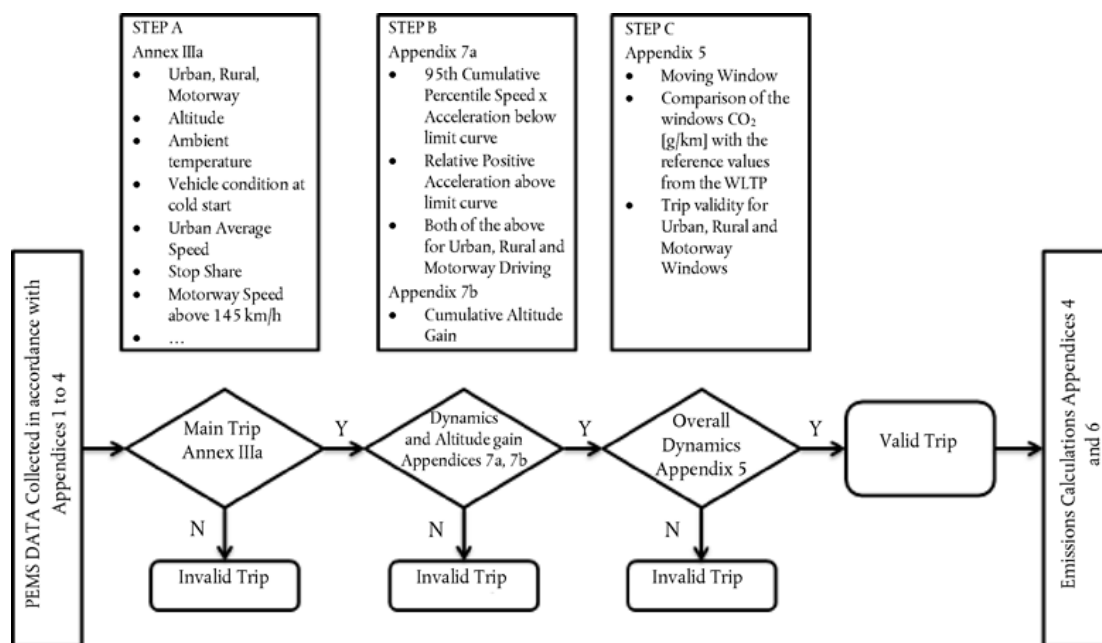 STEP A
Annex IIIa
• Urban, Rural,
Motorway
• Altitude
• Ambient
temperature
• Vehicle condition at
cold start
• Urban Average
Speed
• Stop Share
• Motorway Speed
above 145 km/h
• ...
STEP B
Appendix 7a
• 95th Cumulative
Percentile Speed x
Acceleration below
limit curve
• Relative Positive
Acceleration above
limit curve
• Both of the above
for Urban, Rural and
Motorway Driving
Appendix 7b
• Cumulative Altitude
Gain
STEP C
Appendix 5
• Moving Window
• Comparison of the
windows CO₂
[g/km] with the
reference values
from the WLTP
• Trip validity for
Urban, Rural and
Motorway
Windows
PEMS DATA Collected in accordance with
Appendices 1 to 4
Main Trip
Annex IIIa
Y
N
Invalid Trip
Dynamics
and Altitude gain
Appendices 7a, 7b
Y
N
Invalid Trip
Overall
Dynamics
Appendix 5
Y
N
Invalid Trip
Valid Trip
Emissions Calculations Appendices 4
and 6